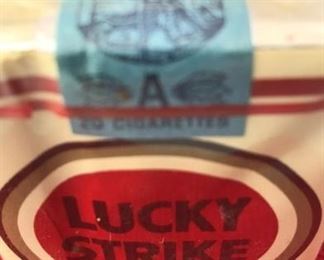 A
20 CIGARETTES
LUCKY
STRIKE